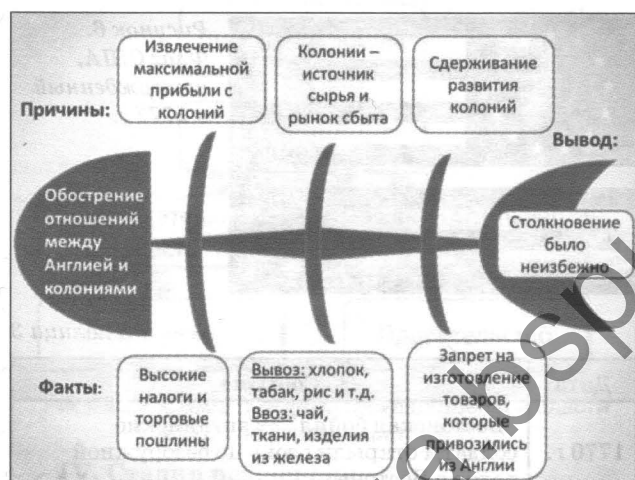 Извлечение
максимальной
прибыли с
колоний
Колонии –
источник
сырья и
рынок сбыта
Сдерживание
развития
колоний
Причины:
Вывод:
Обострение
отношений
между
Англией и
колониями
Столкновение
было
неизбежно
Факты:
Высокие
налоги и
торговые
пошлины
Вывоз: хлопок,
табак, рис и т.д.
Ввоз: чай,
ткани, изделия
из железа
Запрет на
изготовление
товаров,
которые
привозились
из Англии
1770 г.
a.bspu